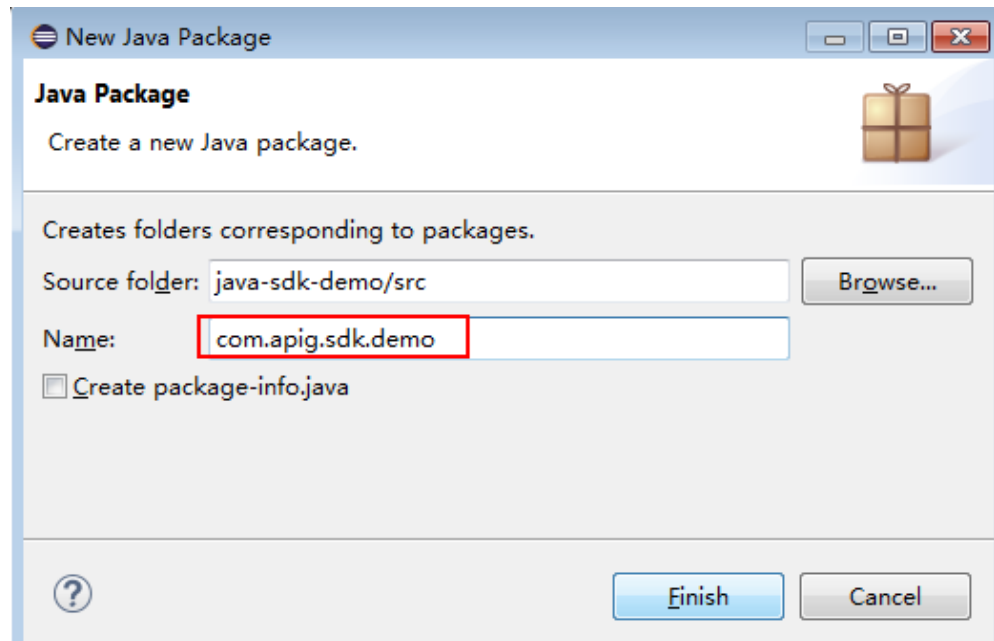 New Java Package
Java Package
Create a new Java package.
Creates folders corresponding to packages.
Source folder: java-sdk-demo/src Browse...
Name: com.apig.sdk.demo
Create package-info.java
? Finish Cancel